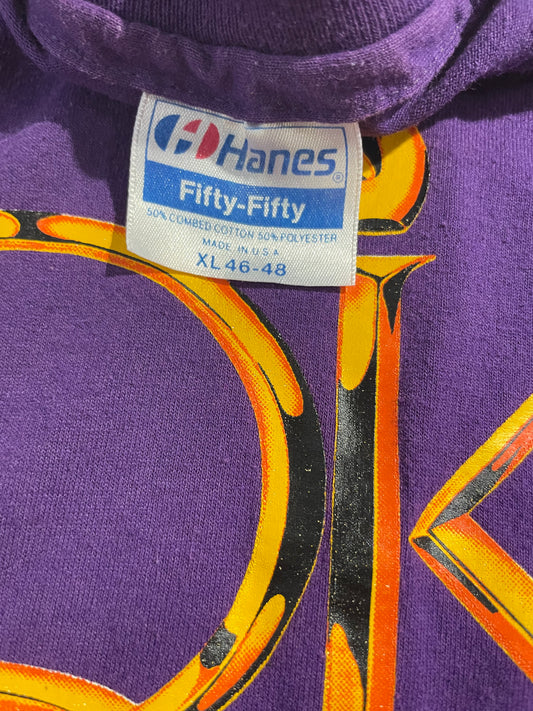 Hanes®
Fifty-Fifty
50% COMBED COTTON 50% POLYESTER
MADE IN U.S.A
XL 46-48